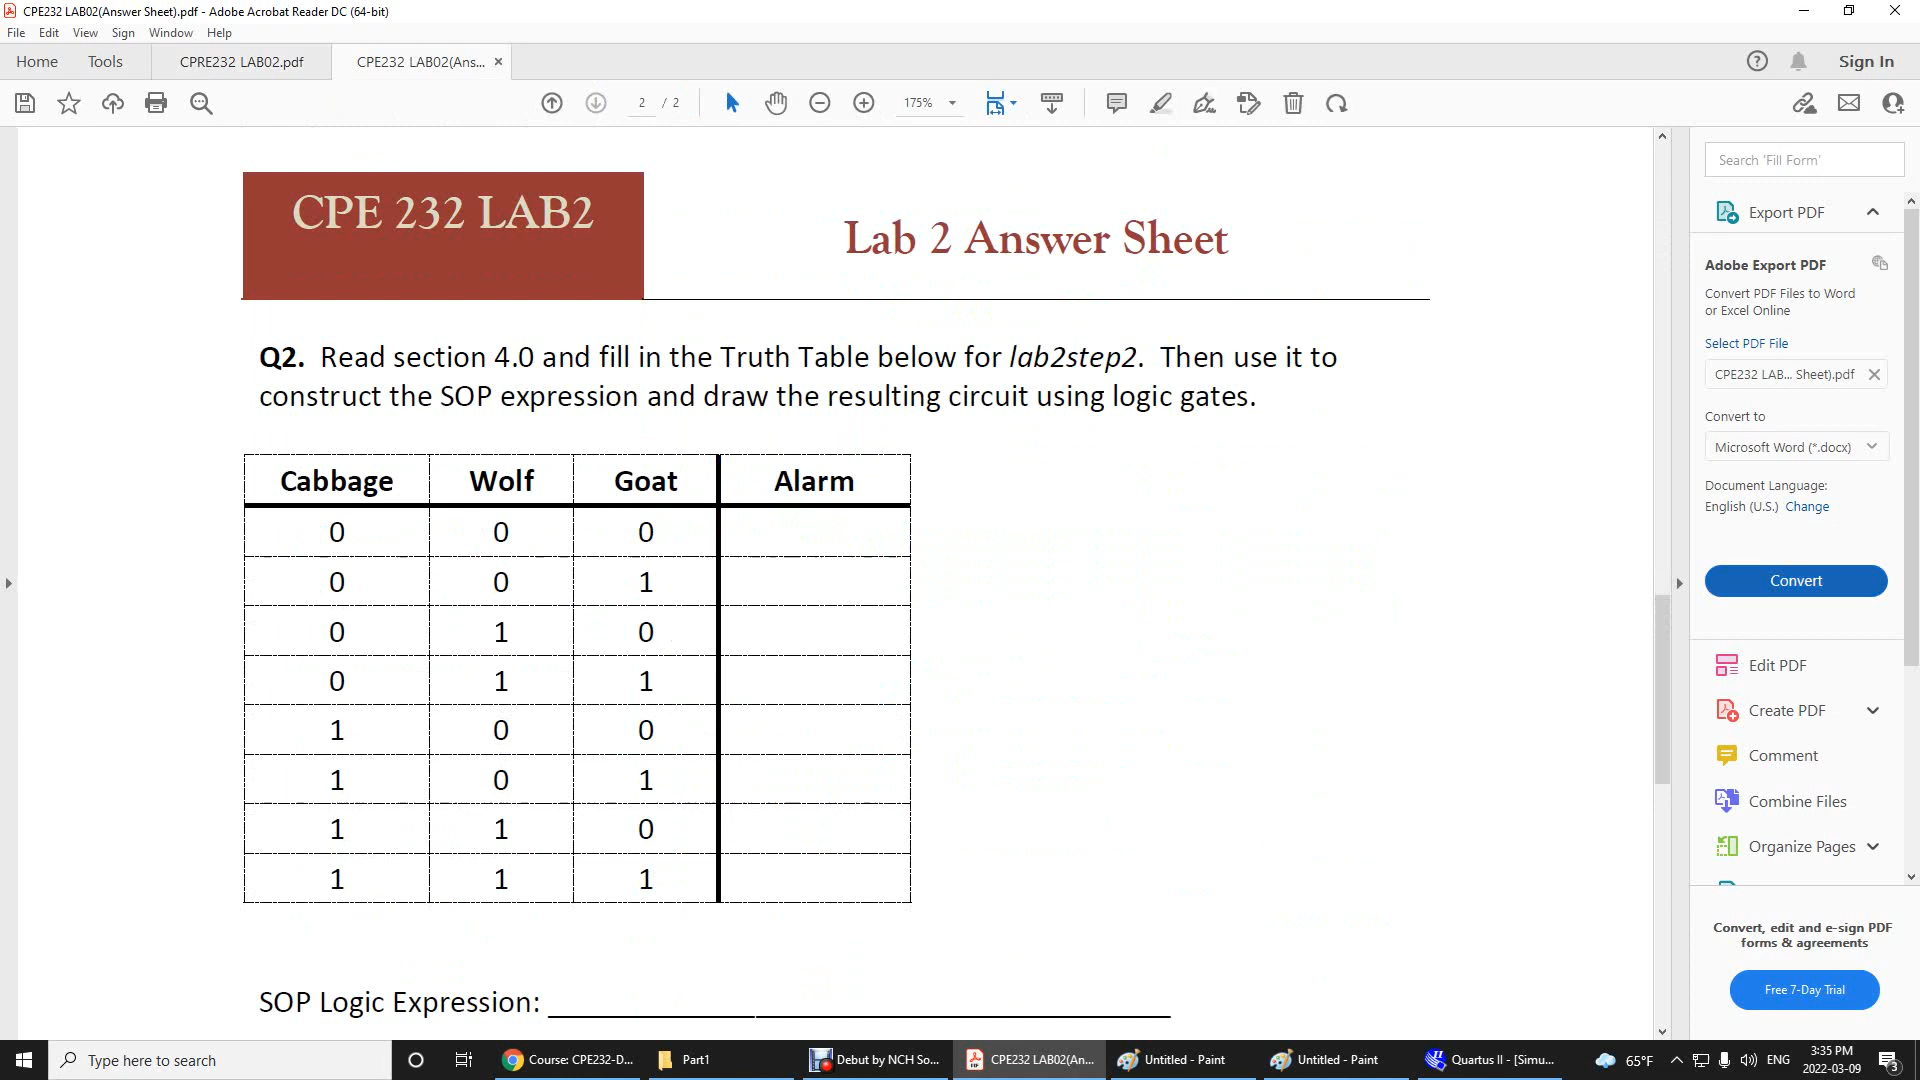 CPE232 LAB02(Answer Sheet).pdf - Adobe Acrobat Reader DC (64-bit)
File Edit View Sign Window Help
Home Tools CPRE232 LAB02.pdf CPE232 LAB02(Ans... Sign In
2 / 2 175%
CPE 232 LAB2
Lab 2 Answer Sheet
Q2. Read section 4.0 and fill in the Truth Table below for lab2step2. Then use it to
construct the SOP expression and draw the resulting circuit using logic gates.
Cabbage Wolf Goat Alarm
0 0 0
0 0 1
0 1 0
0 1 1
1 0 0
1 0 1
1 1 0
1 1 1
SOP Logic Expression:
Search 'Fill Form'
Export PDF
Adobe Export PDF
Convert PDF Files to Word
or Excel Online
Select PDF File
CPE232 LAB... Sheet).pdf
Convert to
Microsoft Word (*.docx)
Document Language:
English (U.S.) Change
Convert
Edit PDF
Create PDF
Comment
Combine Files
Organize Pages
Convert, edit and e-sign PDF
forms & agreements
Free 7-Day Trial
Type here to search
Course: CPE232-D...
Part1
Debut by NCH So...
CPE232 LAB02(An...
Untitled - Paint
Untitled - Paint
Quartus II - [Simu...
65°F
ENG
3:35 PM
2022-03-09
3